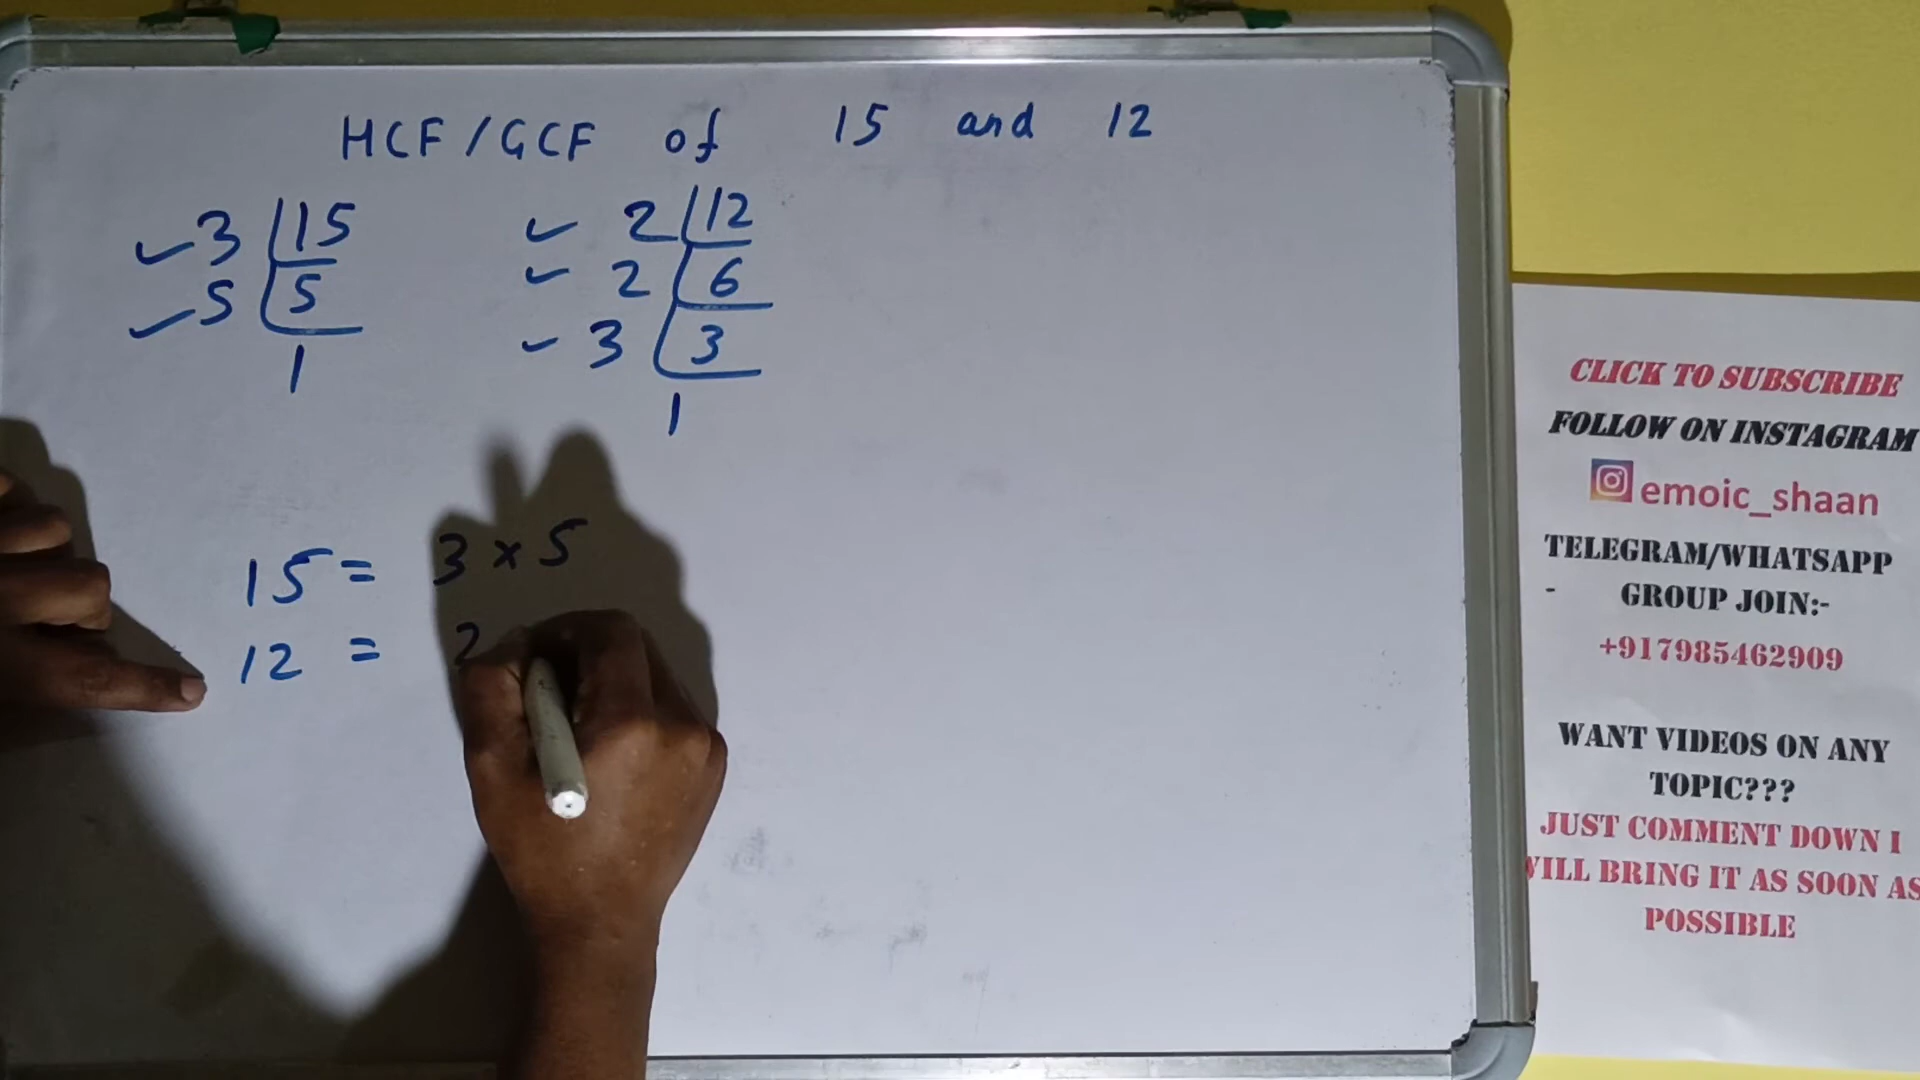 HCF/GCF of 15 and 12
3 15
5 5
1
2 12
2 6
3 3
1
15 = 3 × 5
12 = 2
CLICK TO SUBSCRIBE
FOLLOW ON INSTAGRAM
emoic_shaan
TELEGRAM/WHATSAPP
- GROUP JOIN:-
+917985462909
WANT VIDEOS ON ANY
TOPIC???
JUST COMMENT DOWN I
WILL BRING IT AS SOON AS
POSSIBLE